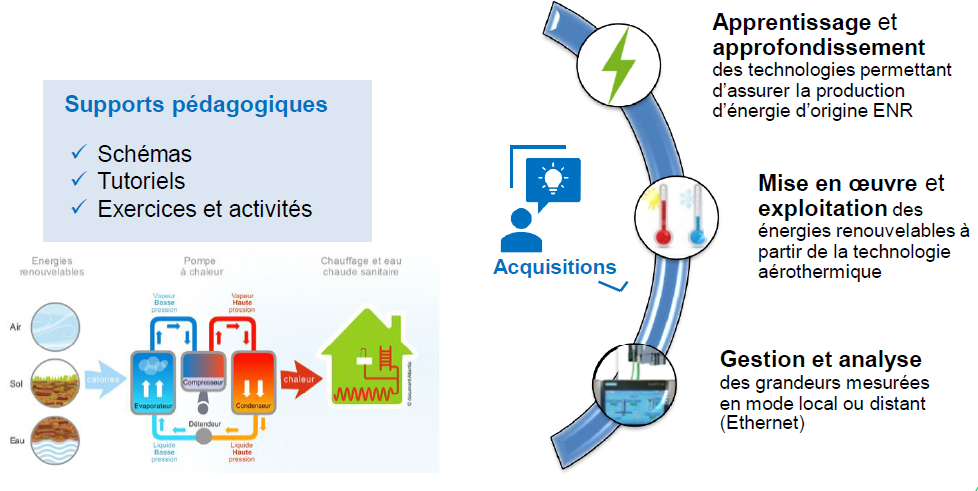 Supports pédagogiques
✓ Schémas
✓ Tutoriels
✓ Exercices et activités
Energies
renouvelables
Pompe
à chaleur
Chauffage et eau
chaude sanitaire
Vapeur
Basse
pression
Vapeur
Haute
pression
Air
Sol
Eau
calories
Evaporateur
Compresseur
Condenseur
chaleur
Détendeur
Liquide
Basse
pression
Liquide
Haute
pression
© document Atlantic
Acquisitions
Apprentissage et
approfondissement
des technologies permettant
d’assurer la production
d’énergie d’origine ENR
Mise en œuvre et
exploitation des
énergies renouvelables à
partir de la technologie
aérothermique
Gestion et analyse
des grandeurs mesurées
en mode local ou distant
(Ethernet)